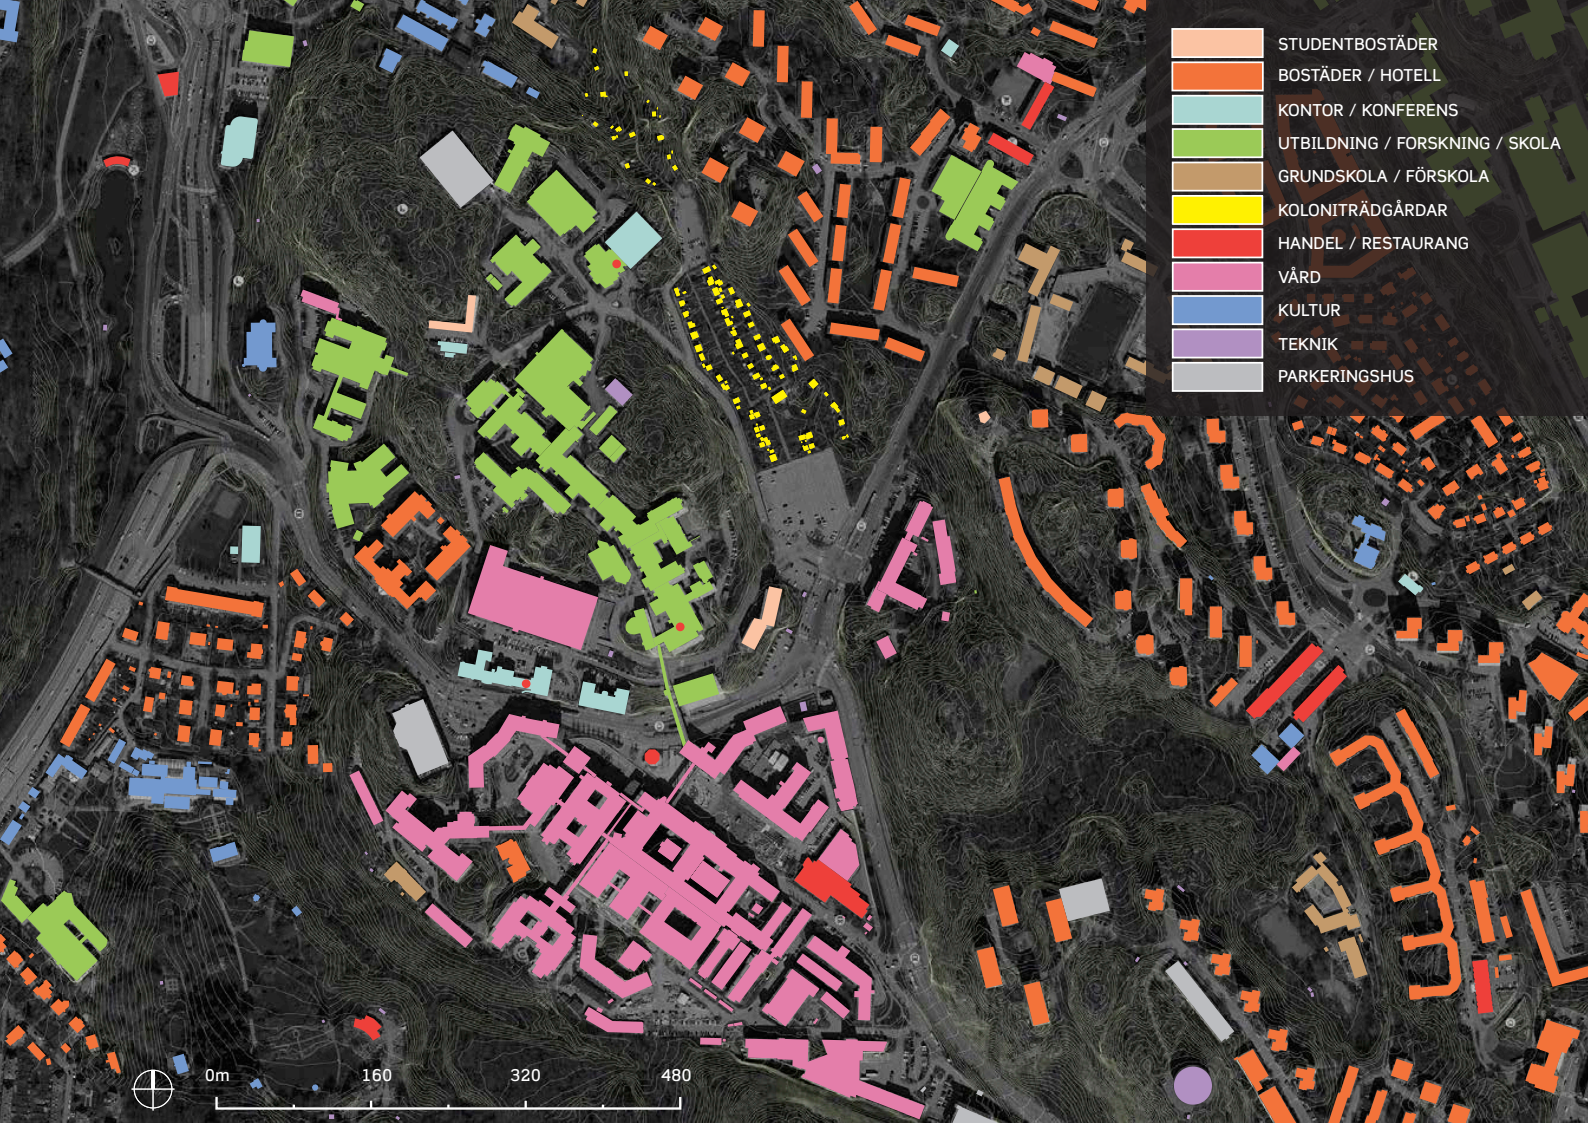 STUDENTBOSTÄDER
BOSTÄDER / HOTELL
KONTOR / KONFERENS
UTBILDNING / FORSKNING / SKOLA
GRUNDSKOLA / FÖRSKOLA
KOLONITRÄDGÅRDAR
HANDEL / RESTAURANG
VÅRD
KULTUR
TEKNIK
PARKERINGSHUS
0m 160 320 480